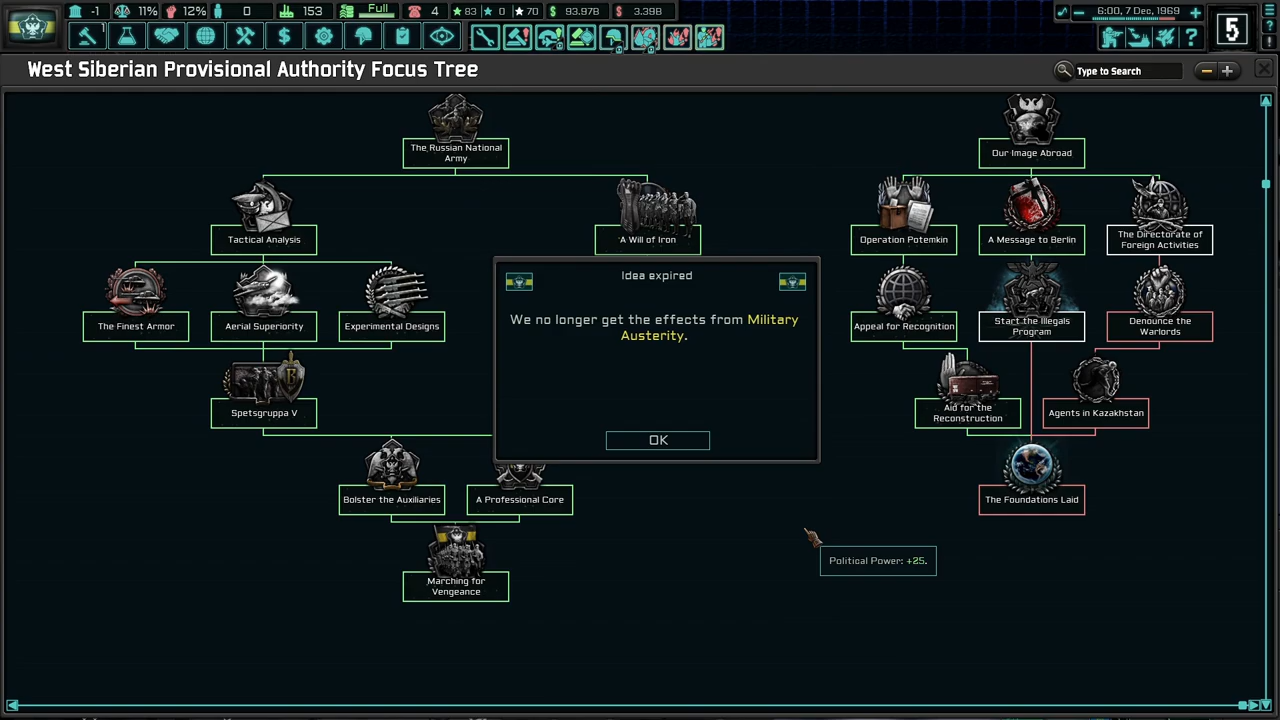 -1
11%
12%
0
153
Full
4
83
0
70
93.97B
3.39B
6:00, 7 Dec, 1969
5
1
West Siberian Provisional Authority Focus Tree
Type to Search
The Russian National
Army
Our Image Abroad
Tactical Analysis
A Will of Iron
Operation Potemkin
A Message to Berlin
The Directorate of
Foreign Activities
Idea expired
We no longer get the effects from Military
Austerity.
OK
The Finest Armor
Aerial Superiority
Experimental Designs
Appeal for Recognition
Start the Illegals
Program
Denounce the
Warlords
Spetsgruppa V
Aid for the
Reconstruction
Agents in Kazakhstan
Bolster the Auxiliaries
A Professional Core
The Foundations Laid
Political Power: +25.
Marching for
Vengeance